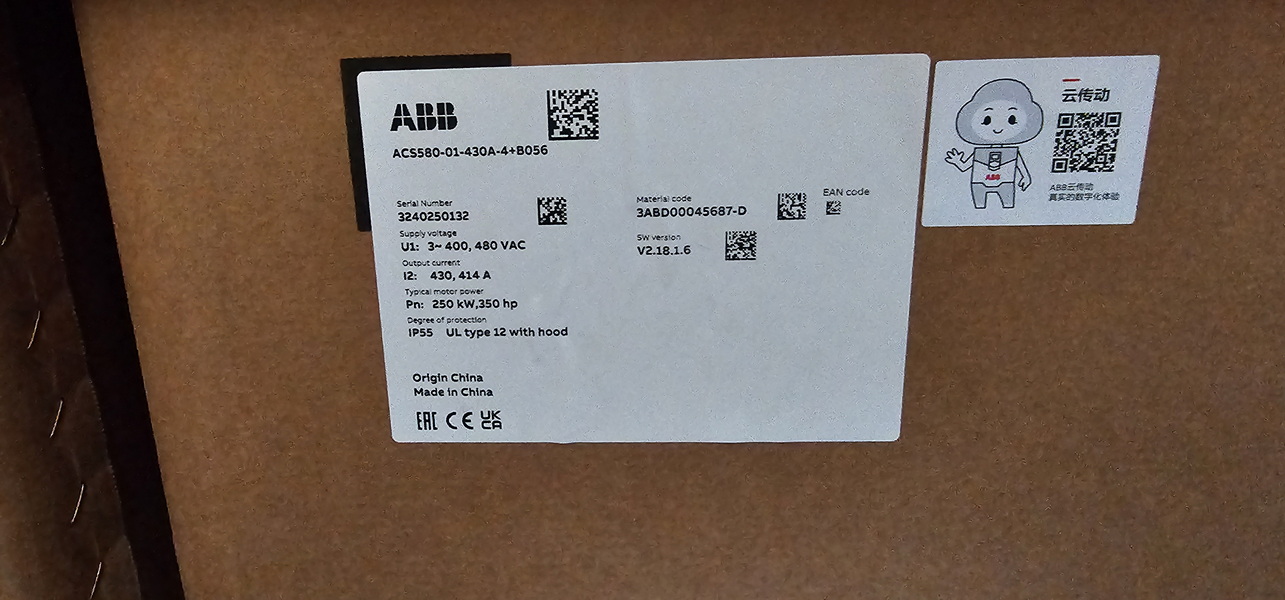 ABB
ACS580-01-430A-4+B056
Serial Number
3240250132
Supply voltage
U1: 3~ 400, 480 VAC
Output current
I2: 430, 414 A
Typical motor power
Pn: 250 kW,350 hp
Degree of protection
IP55 UL type 12 with hood
Origin China
Made in China
EAC CE UKCA
Material code
3ABD00045687-D
SW version
V2.18.1.6
EAN code
云传动
ABB
ABB云传动
真实的数字化体验